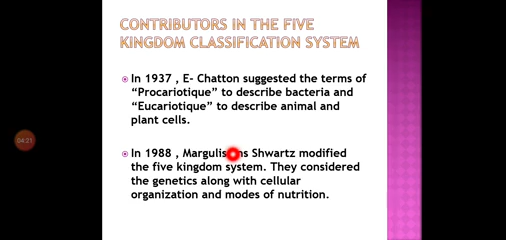 CONTRIBUTORS IN THE FIVE
KINGDOM CLASSIFICATION SYSTEM
In 1937 , E- Chatton suggested the terms of
“Procariotique” to describe bacteria and
“Eucariotique” to describe animal and
plant cells.
In 1988 , Margulis Shwartz modified
the five kingdom system. They considered
the genetics along with cellular
organization and modes of nutrition.
04:21